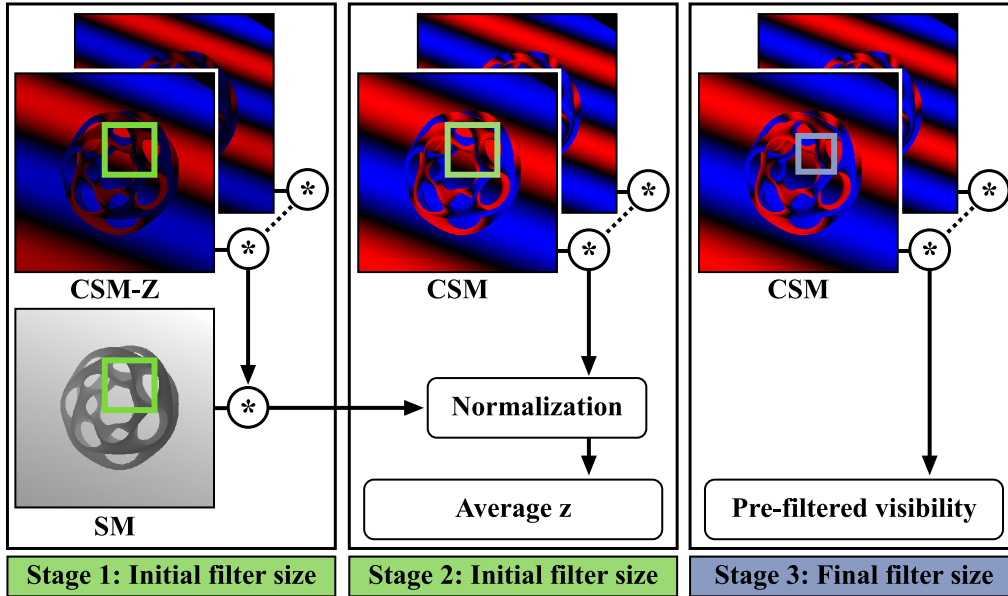 *
*
CSM-Z
*
SM
Stage 1: Initial filter size
*
*
CSM
Normalization
Average z
Stage 2: Initial filter size
*
*
CSM
Pre-filtered visibility
Stage 3: Final filter size